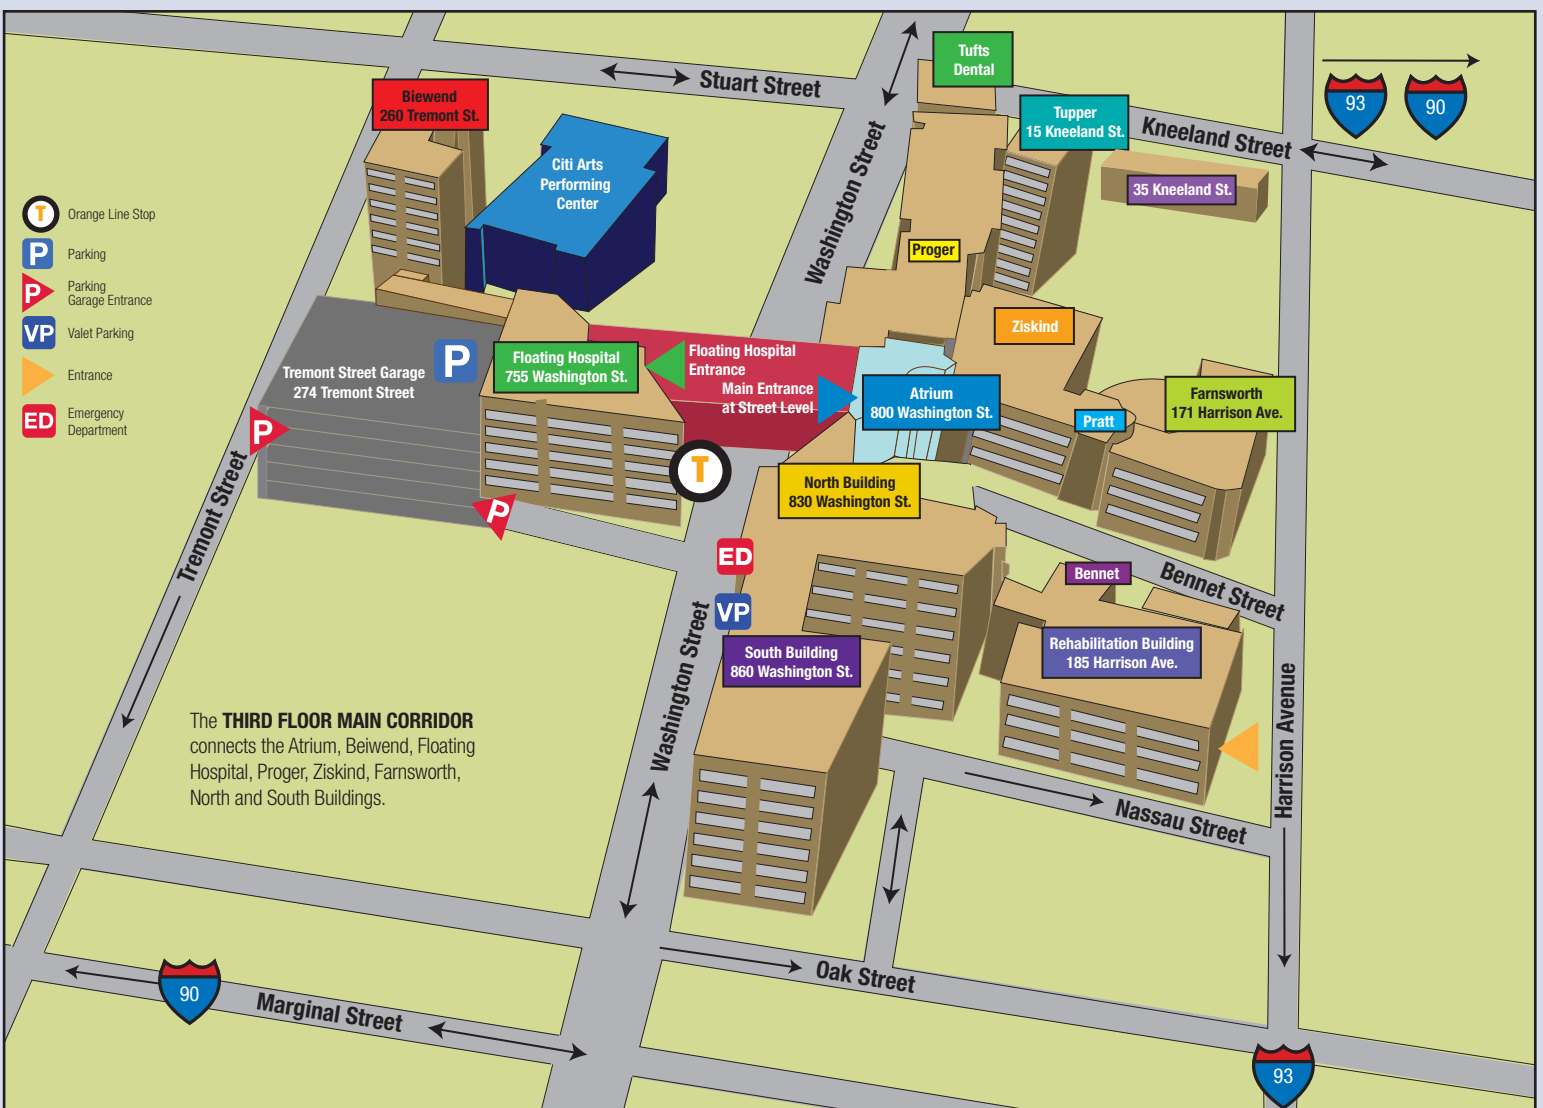 Tufts
Dental
Stuart Street
Biewend
260 Tremont St.
93
90
Tupper
15 Kneeland St.
Kneeland Street
Citi Arts
Performing
Center
Washington Street
35 Kneeland St.
T
Orange Line Stop
P
Parking
P
Parking
Garage Entrance
VP
Valet Parking
Entrance
ED
Emergency
Department
Proger
Ziskind
Tremont Street Garage
274 Tremont Street
P
Floating Hospital
755 Washington St.
Floating Hospital
Entrance
Main Entrance
at Street Level
Atrium
800 Washington St.
Farnsworth
171 Harrison Ave.
Pratt
P
T
North Building
830 Washington St.
P
Tremont Street
ED
VP
Bennet
Bennet Street
Washington Street
South Building
860 Washington St.
Rehabilitation Building
185 Harrison Ave.
Harrison Avenue
The THIRD FLOOR MAIN CORRIDOR
connects the Atrium, Beiwend, Floating
Hospital, Proger, Ziskind, Farnsworth,
North and South Buildings.
Nassau Street
Oak Street
90
Marginal Street
93